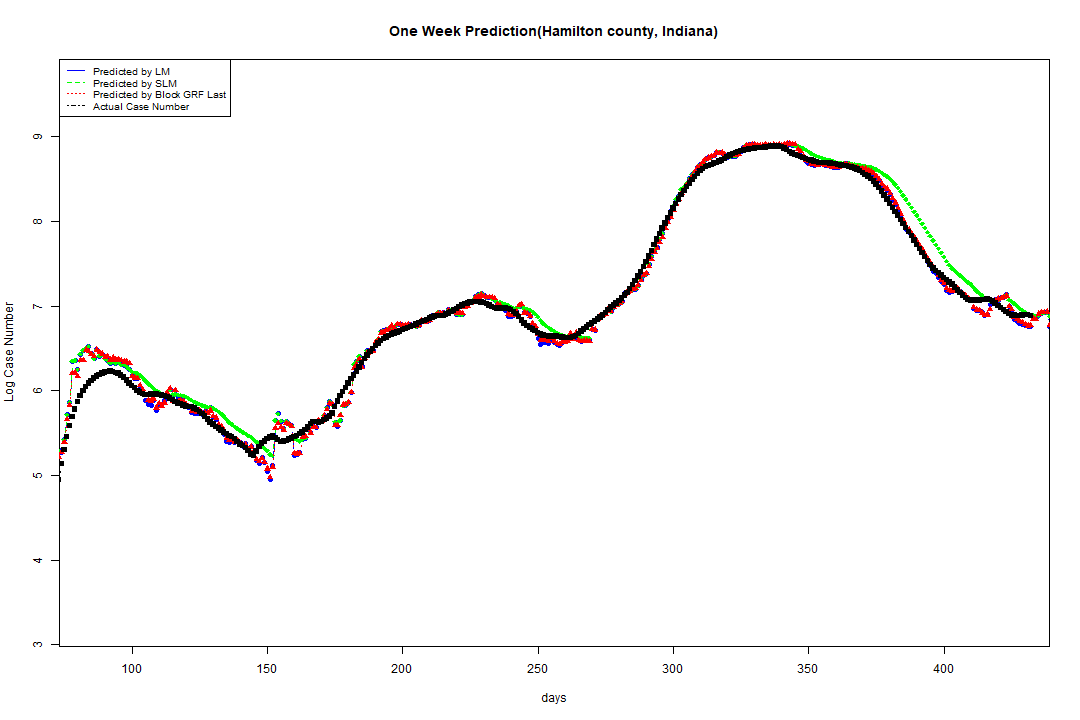 One Week Prediction(Hamilton county, Indiana)
Predicted by LM
Predicted by SLM
Predicted by Block GRF Last
Actual Case Number
9
8
7
6
5
4
3
Log Case Number
100 150 200 250 300 350 400
days